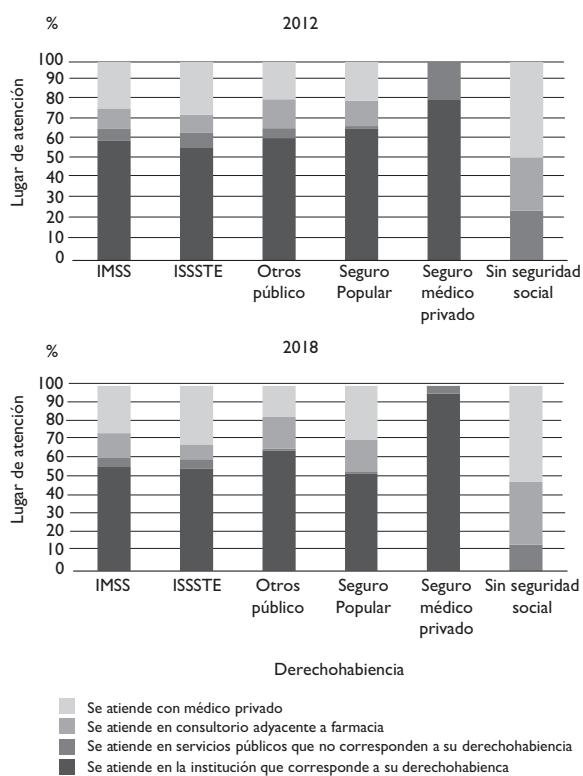 %
2012
100
90
80
70
60
50
40
30
20
10
0
Lugar de atención
IMSS
ISSSTE
Otros
público
Seguro
Popular
Seguro
médico
privado
Sin seguridad
social
%
2018
100
90
80
70
60
50
40
30
20
10
0
Lugar de atención
IMSS
ISSSTE
Otros
público
Seguro
Popular
Seguro
médico
privado
Sin seguridad
social
Derechohabiencia
Se atiende con médico privado
Se atiende en consultorio adyacente a farmacia
Se atiende en servicios públicos que no corresponden a su derechohabiencia
Se atiende en la institución que corresponde a su derechohabienca